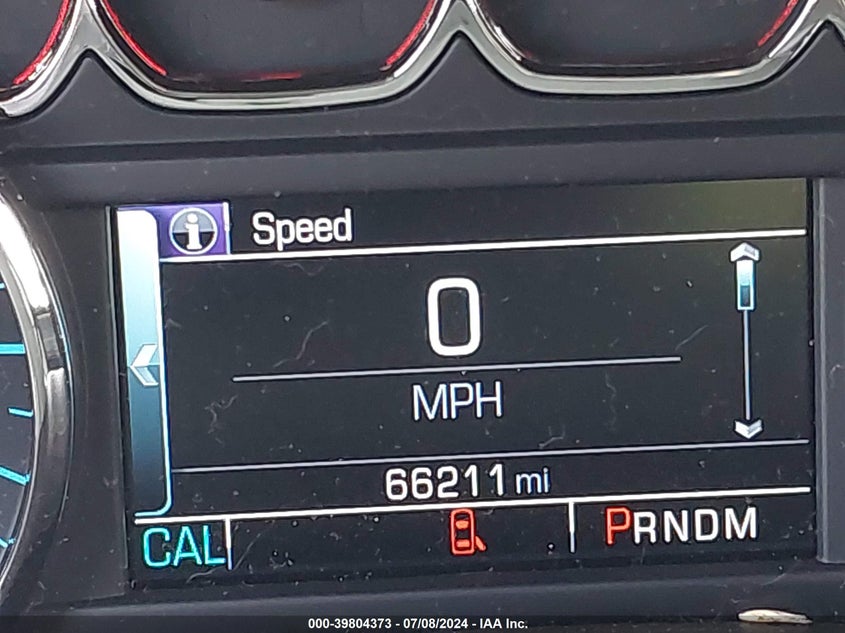 Speed
0
MPH
66211 mi
CAL PRNDM
000-39804373 - 07/08/2024 - IAA Inc.